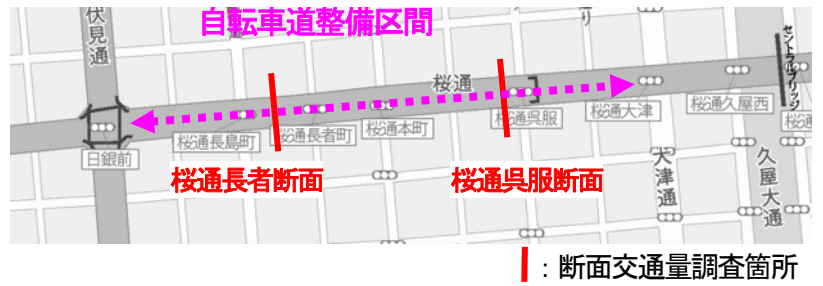 自転車道整備区間
伏見通
り
セントラルブリッジ
桜通
日銀前
桜通長島町
桜通長者町
桜通本町
桜通呉服
桜通大津
桜通久屋西
桜通
桜通長者断面
桜通呉服断面
大津通
久屋大通
：断面交通量調査箇所